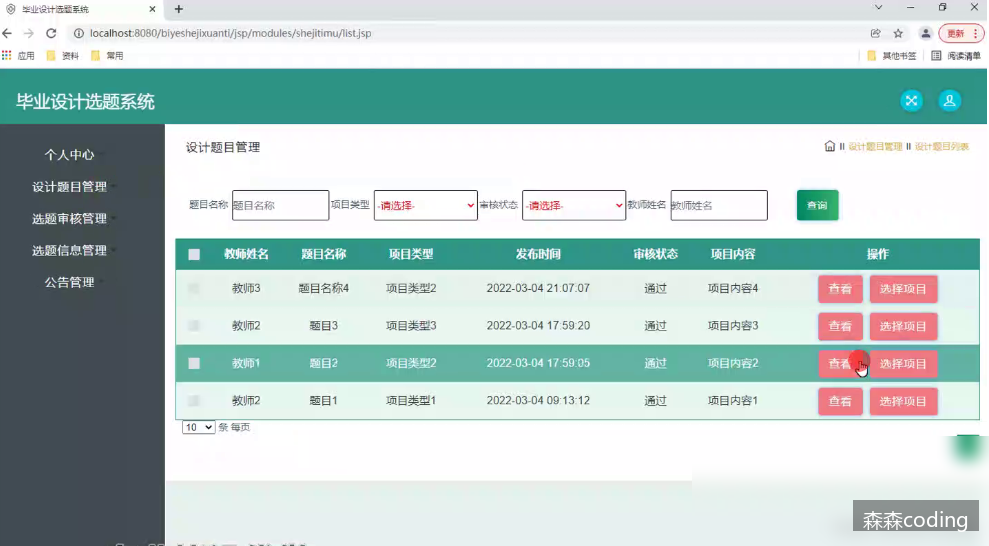 毕业设计选题系统
localhost:8080/biyeshejixuanti/jsp/modules/shejitimu/list.jsp
更新
应用 资料 常用 其他书签 阅读清单
毕业设计选题系统
个人中心
设计题目管理
选题审核管理
选题信息管理
公告管理
设计题目管理
设计题目管理 设计题目列表
题目名称 题目名称 项目类型 -请选择- 审核状态 -请选择- 教师姓名 教师姓名 查询
教师姓名 题目名称 项目类型 发布时间 审核状态 项目内容 操作
教师3 题目名称4 项目类型2 2022-03-04 21:07:07 通过 项目内容4 查看 选择项目
教师2 题目3 项目类型3 2022-03-04 17:59:20 通过 项目内容3 查看 选择项目
教师1 题目2 项目类型2 2022-03-04 17:59:05 通过 项目内容2 查看 选择项目
教师2 题目1 项目类型1 2022-03-04 09:13:12 通过 项目内容1 查看 选择项目
10 条 每页
森森coding